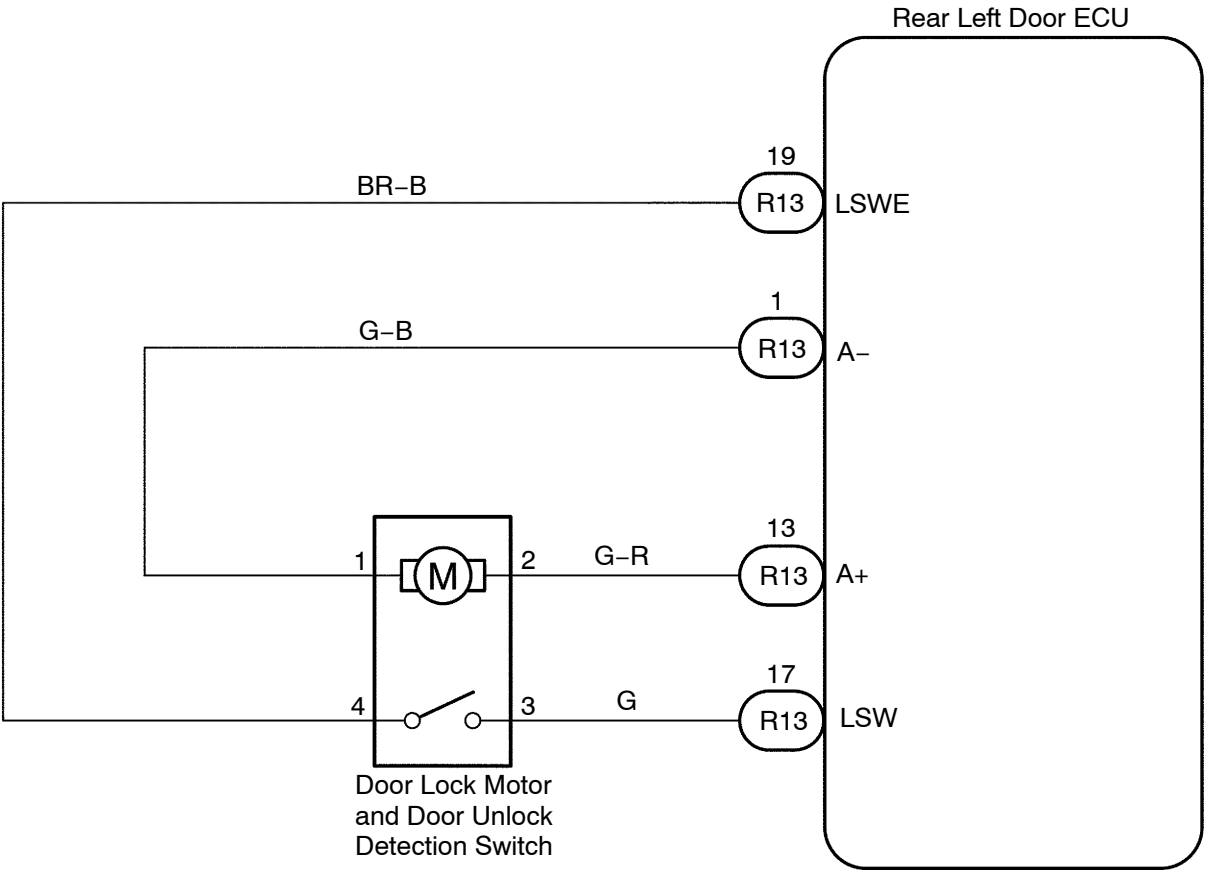 Rear Left Door ECU
19
BR–B
R13
LSWE
1
G–B
R13
A–
13
1
2
G–R
M
R13
A+
17
4
3
G
R13
LSW
Door Lock Motor
and Door Unlock
Detection Switch